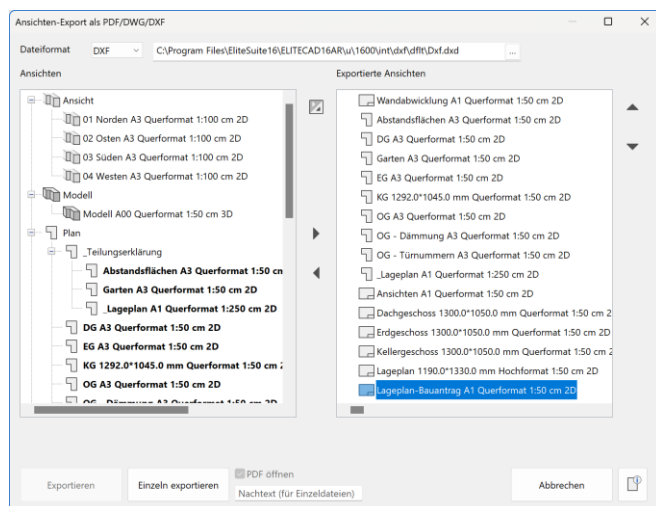 Ansichten-Export als PDF/DWG/DXF
Dateiformat DXF C:\Program Files\EliteSuite16\ELITECAD16AR\u\1600\int\dxf\dflt\Dxf.dxd ...
Ansichten
Ansicht
01 Norden A3 Querformat 1:100 cm 2D
02 Osten A3 Querformat 1:100 cm 2D
03 Süden A3 Querformat 1:100 cm 2D
04 Westen A3 Querformat 1:100 cm 2D
Modell
Modell A00 Querformat 1:50 cm 3D
Plan
_Teilungserklärung
Abstandsflächen A3 Querformat 1:50 cm
Garten A3 Querformat 1:50 cm 2D
_Lageplan A1 Querformat 1:250 cm 2D
DG A3 Querformat 1:50 cm 2D
EG A3 Querformat 1:50 cm 2D
KG 1292.0*1045.0 mm Querformat 1:50 cm 2
OG A3 Querformat 1:50 cm 2D
OG - Dämmung A3 Querformat 1:50 cm 2D
Exportierte Ansichten
Wandabwicklung A1 Querformat 1:50 cm 2D
Abstandsflächen A3 Querformat 1:50 cm 2D
DG A3 Querformat 1:50 cm 2D
Garten A3 Querformat 1:50 cm 2D
EG A3 Querformat 1:50 cm 2D
KG 1292.0*1045.0 mm Querformat 1:50 cm 2D
OG A3 Querformat 1:50 cm 2D
OG - Dämmung A3 Querformat 1:50 cm 2D
OG - Türnummern A3 Querformat 1:50 cm 2D
_Lageplan A1 Querformat 1:250 cm 2D
Ansichten A1 Querformat 1:50 cm 2D
Dachgeschoss 1300.0*1050.0 mm Querformat 1:50 cm 2
Erdgeschoss 1300.0*1050.0 mm Querformat 1:50 cm 2D
Kellergeschoss 1300.0*1050.0 mm Querformat 1:50 cm 2
Lageplan 1190.0*1330.0 mm Hochformat 1:50 cm 2D
Lageplan-Bauantrag A1 Querformat 1:50 cm 2D
Exportieren
Einzeln exportieren
PDF öffnen
Nachtext (für Einzeldateien)
Abbrechen